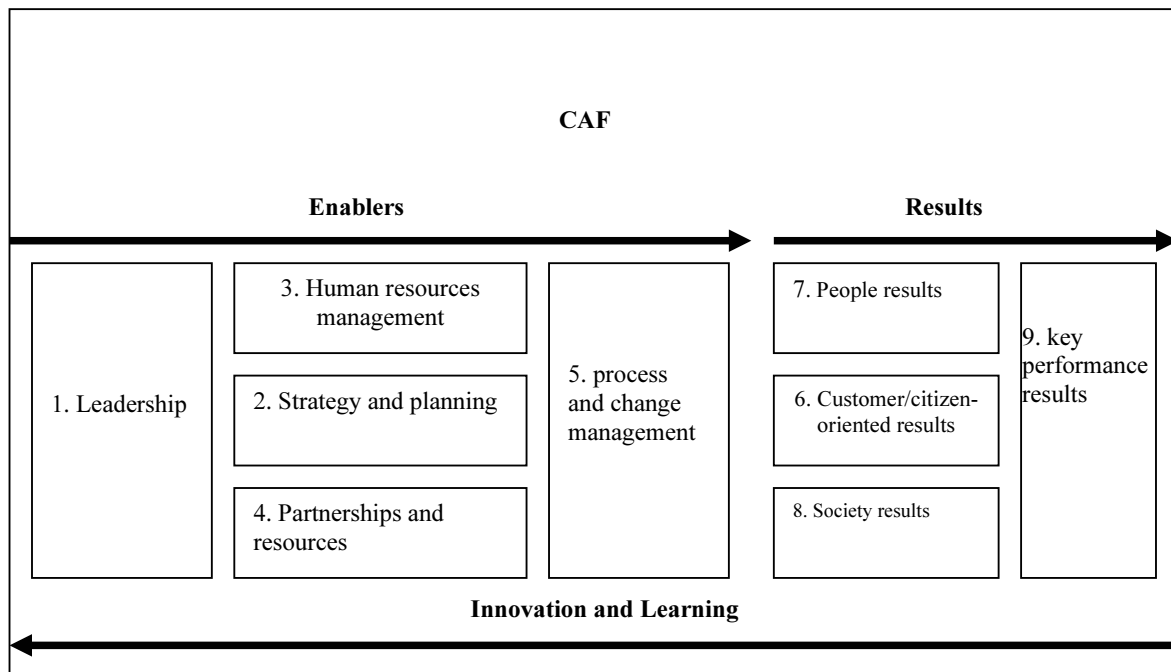 CAF
Enablers
Results
1. Leadership
3. Human resources
management
2. Strategy and planning
4. Partnerships and
resources
5. process
and change
management
7. People results
6. Customer/citizen-
oriented results
8. Society results
9. key
performance
results
Innovation and Learning